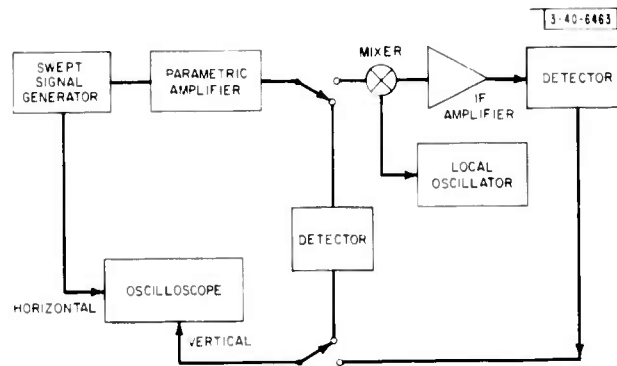 3-40-6463
SWEPT
SIGNAL
GENERATOR
PARAMETRIC
AMPLIFIER
MIXER
IF
AMPLIFIER
DETECTOR
LOCAL
OSCILLATOR
DETECTOR
OSCILLOSCOPE
HORIZONTAL
VERTICAL